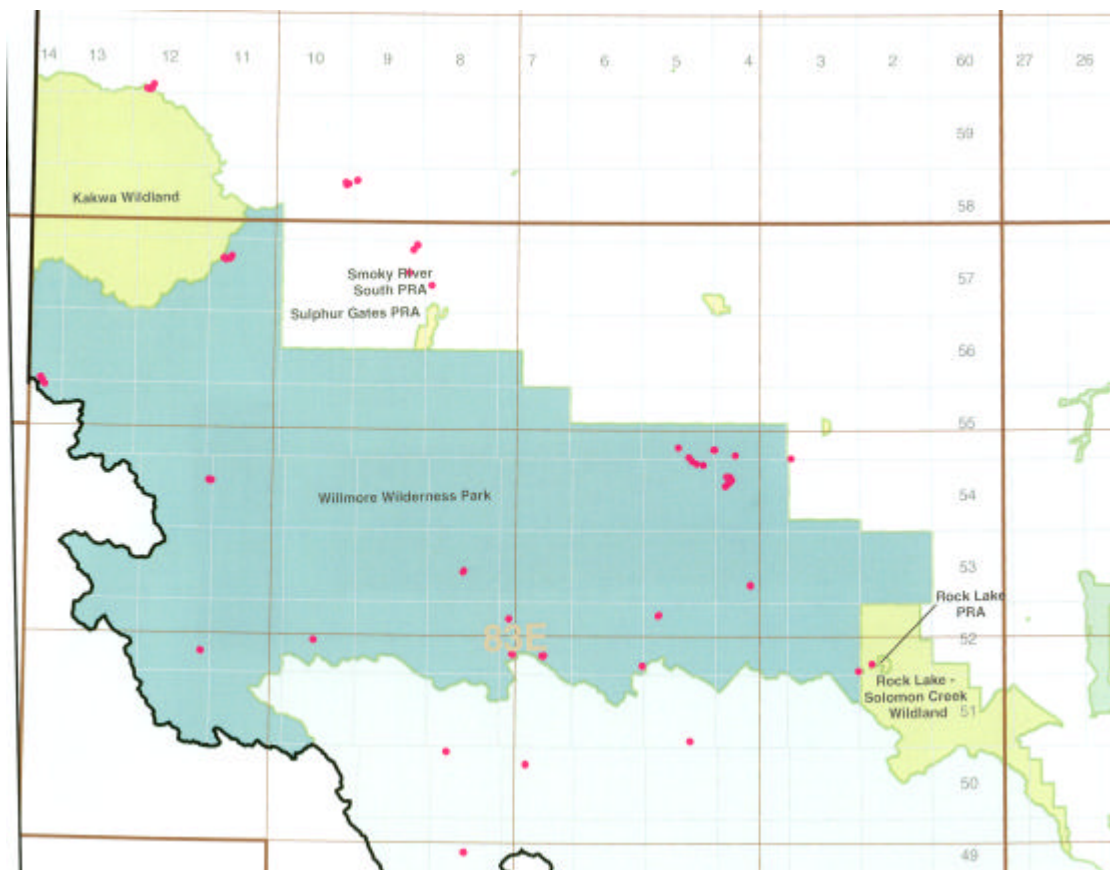 14 13 12 11 10 9 8 7 6 5 4 3 60 27 26
59
Kakwa Wildland
58
57
Smoky River
South PRA
Sulphur Gates PRA
56
55
Willmore Wilderness Park
54
53
Rock Lake
PRA
52
83E
Rock Lake -
Solomon Creek
Wildland
51
50
49